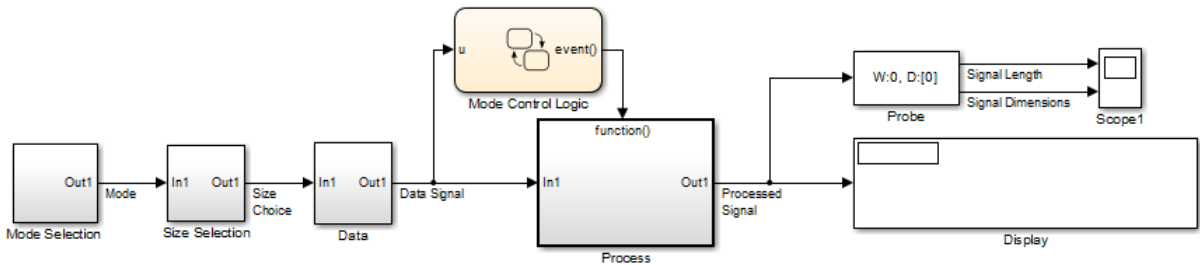 u
event()
Mode Control Logic
W:0, D:[0]
Probe
Signal Length
Signal Dimensions
Scope1
function()
Out1
Mode
Mode Selection
In1
Out1
Size
Choice
Size Selection
In1
Out1
Data Signal
Data
In1
Out1
Process
Processed
Signal
Display